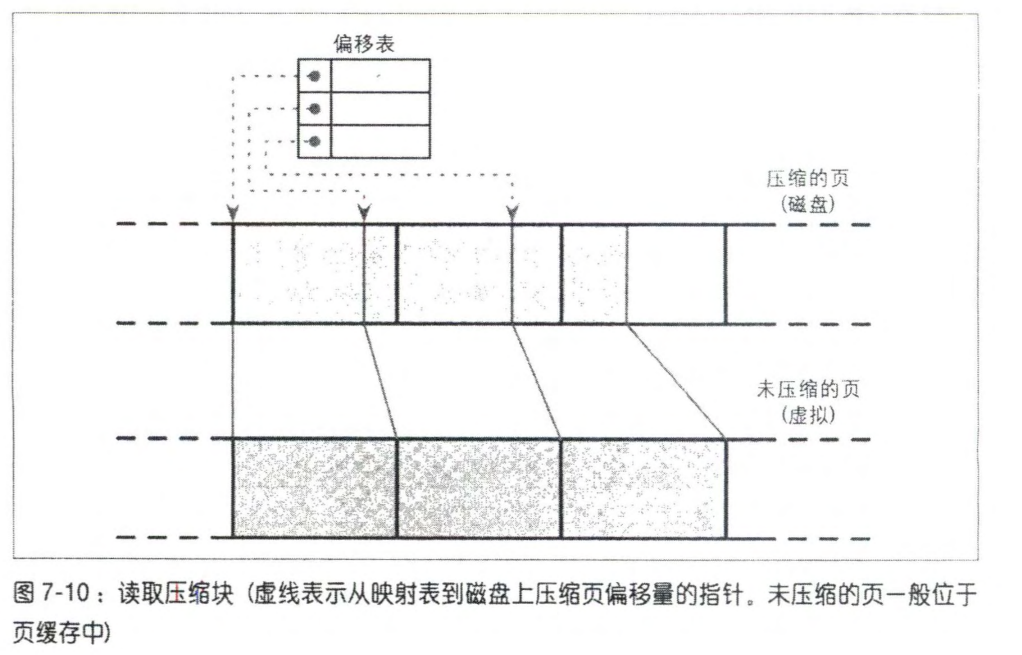 偏移表
压缩的页
(磁盘)
未压缩的页
(虚拟)
图 7-10：读取压缩块 (虚线表示从映射表到磁盘上压缩页偏移量的指针。未压缩的页一般位于
页缓存中)